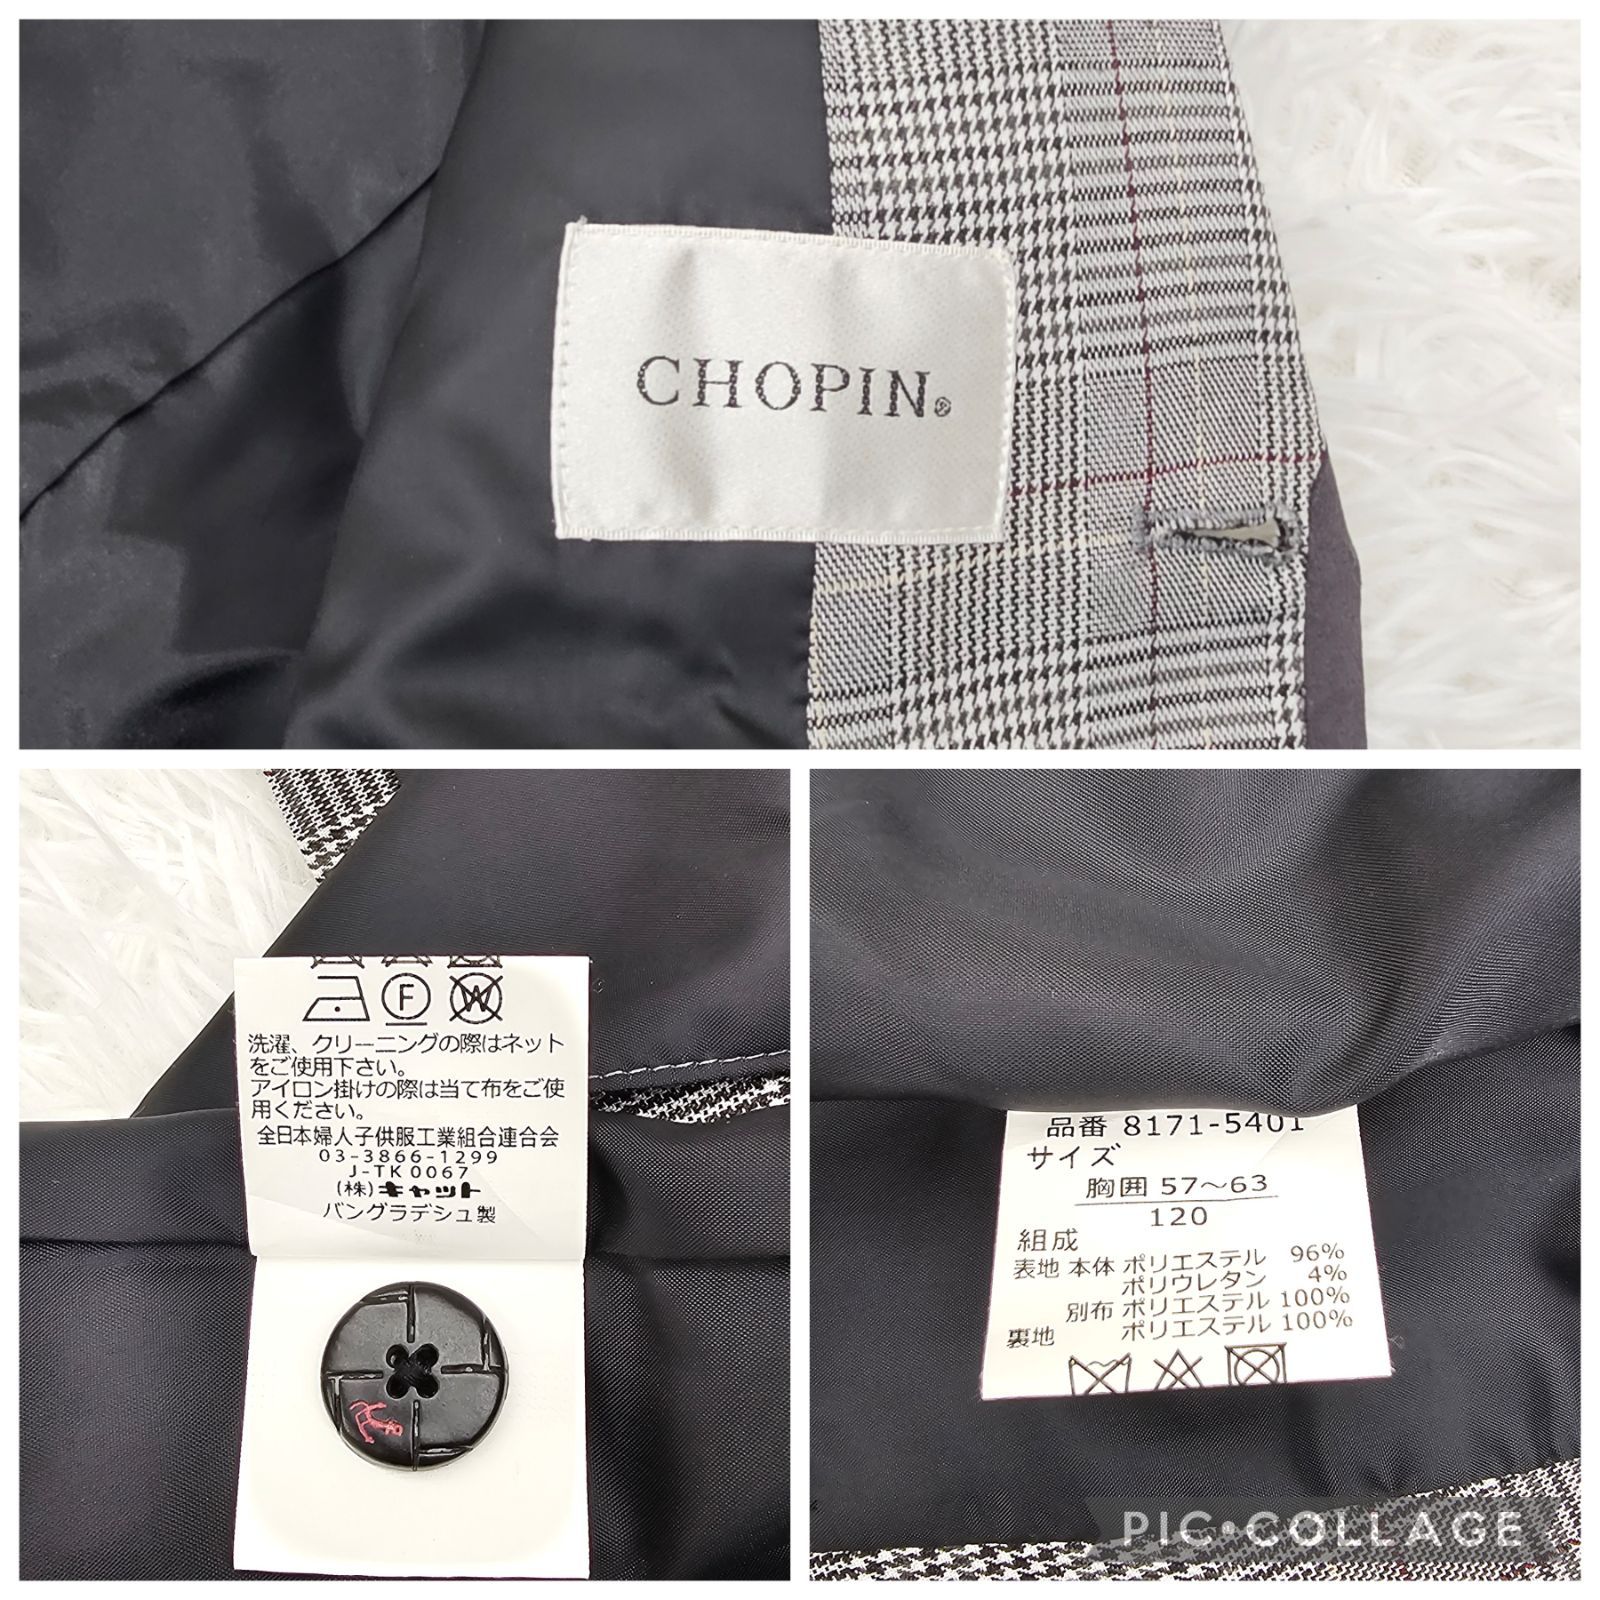 CHOPIN®
F
W
洗濯、クリーニングの際はネット
をご使用下さい。
アイロン掛けの際は当て布をご使
用ください。
全日本婦人子供服工業組合連合会
03-3866-1299
J-TK0067
(株)キャット
バングラデシュ製
品番 8171-5401
サイズ
胸囲 57〜63
120
組成
表地 本体 ポリエステル 96%
ポリウレタン 4%
別布 ポリエステル 100%
裏地 ポリエステル 100%
PIC•COLLAGE